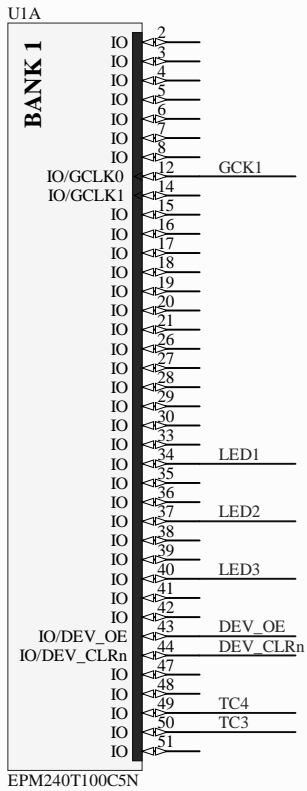 U1A
BANK 1
IO 2
IO 3
IO 4
IO 5
IO 6
IO 7
IO 8
IO/GCLK0 12 GCK1
IO/GCLK1 14
IO 15
IO 16
IO 17
IO 18
IO 19
IO 20
IO 21
IO 26
IO 27
IO 28
IO 29
IO 30
IO 33
IO 34 LED1
IO 35
IO 36
IO 37 LED2
IO 38
IO 39
IO 40 LED3
IO 41
IO 42
IO/DEV_OE 43 DEV_OE
IO/DEV_CLRn 44 DEV_CLRn
IO 47
IO 48
IO 49 TC4
IO 50 TC3
IO 51
EPM240T100C5N